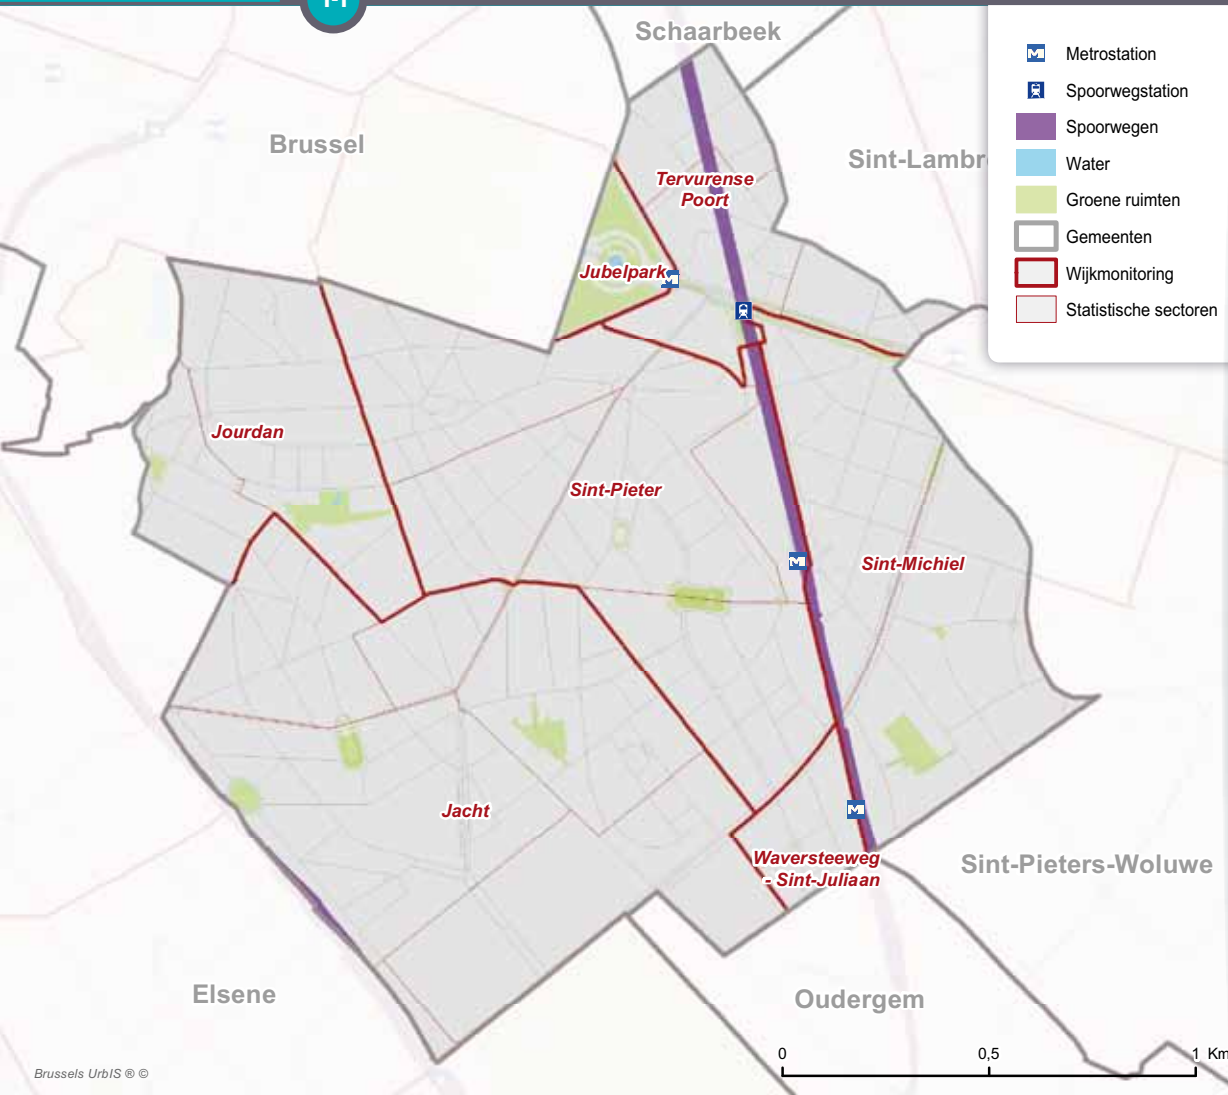 Schaarbeek
Brussel
Sint-Lambr
Metrostation
Spoorwegstation
Spoorwegen
Water
Groene ruimten
Gemeenten
Wijkmonitoring
Statistische sectoren
Tervurense
Poort
Jubelpark
Jourdan
Sint-Pieter
Sint-Michiel
Jacht
Waversteeweg
- Sint-Juliaan
Sint-Pieters-Woluwe
Elsene
Oudergem
0 0,5 1 Km
Brussels UrbIS ® ©